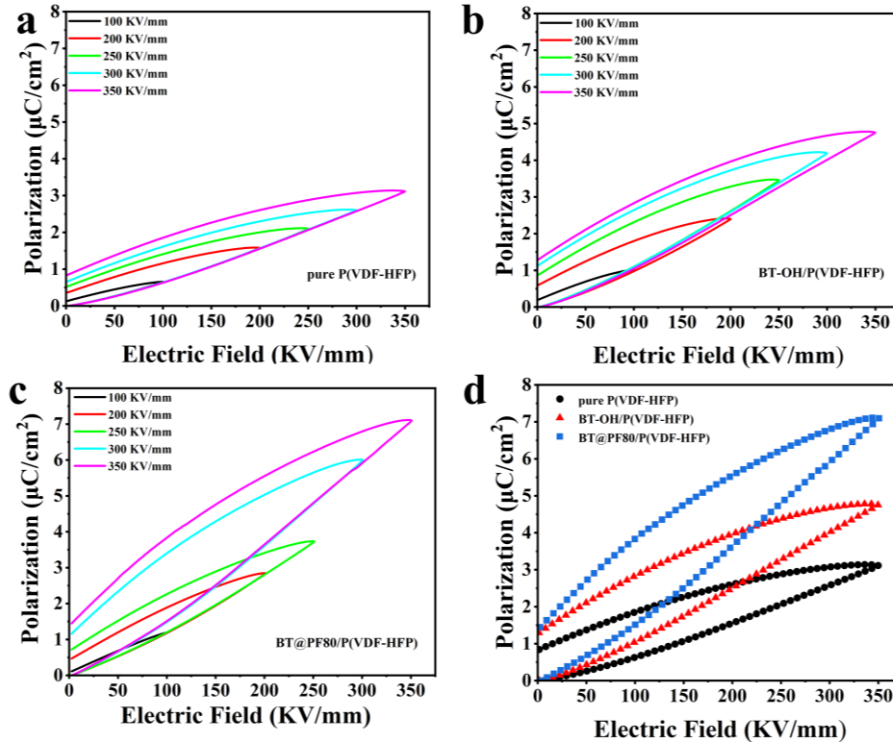 a
8
7
6
5
4
3
2
1
0
Polarization (μC/cm²)
100 KV/mm
200 KV/mm
250 KV/mm
300 KV/mm
350 KV/mm
pure P(VDF-HFP)
0 50 100 150 200 250 300 350
Electric Field (KV/mm)
b
8
7
6
5
4
3
2
1
0
Polarization (μC/cm²)
100 KV/mm
200 KV/mm
250 KV/mm
300 KV/mm
350 KV/mm
BT-OH/P(VDF-HFP)
0 50 100 150 200 250 300 350
Electric Field (KV/mm)
c
8
7
6
5
4
3
2
1
0
Polarization (μC/cm²)
100 KV/mm
200 KV/mm
250 KV/mm
300 KV/mm
350 KV/mm
BT@PF80/P(VDF-HFP)
0 50 100 150 200 250 300 350
Electric Field (KV/mm)
d
8
7
6
5
4
3
2
1
0
Polarization (μC/cm²)
pure P(VDF-HFP)
BT-OH/P(VDF-HFP)
BT@PF80/P(VDF-HFP)
0 50 100 150 200 250 300 350
Electric Field (KV/mm)